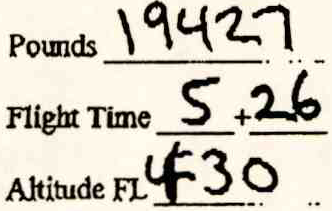 Pounds 19427
Flight Time 5 + 26
Altitude FL 430